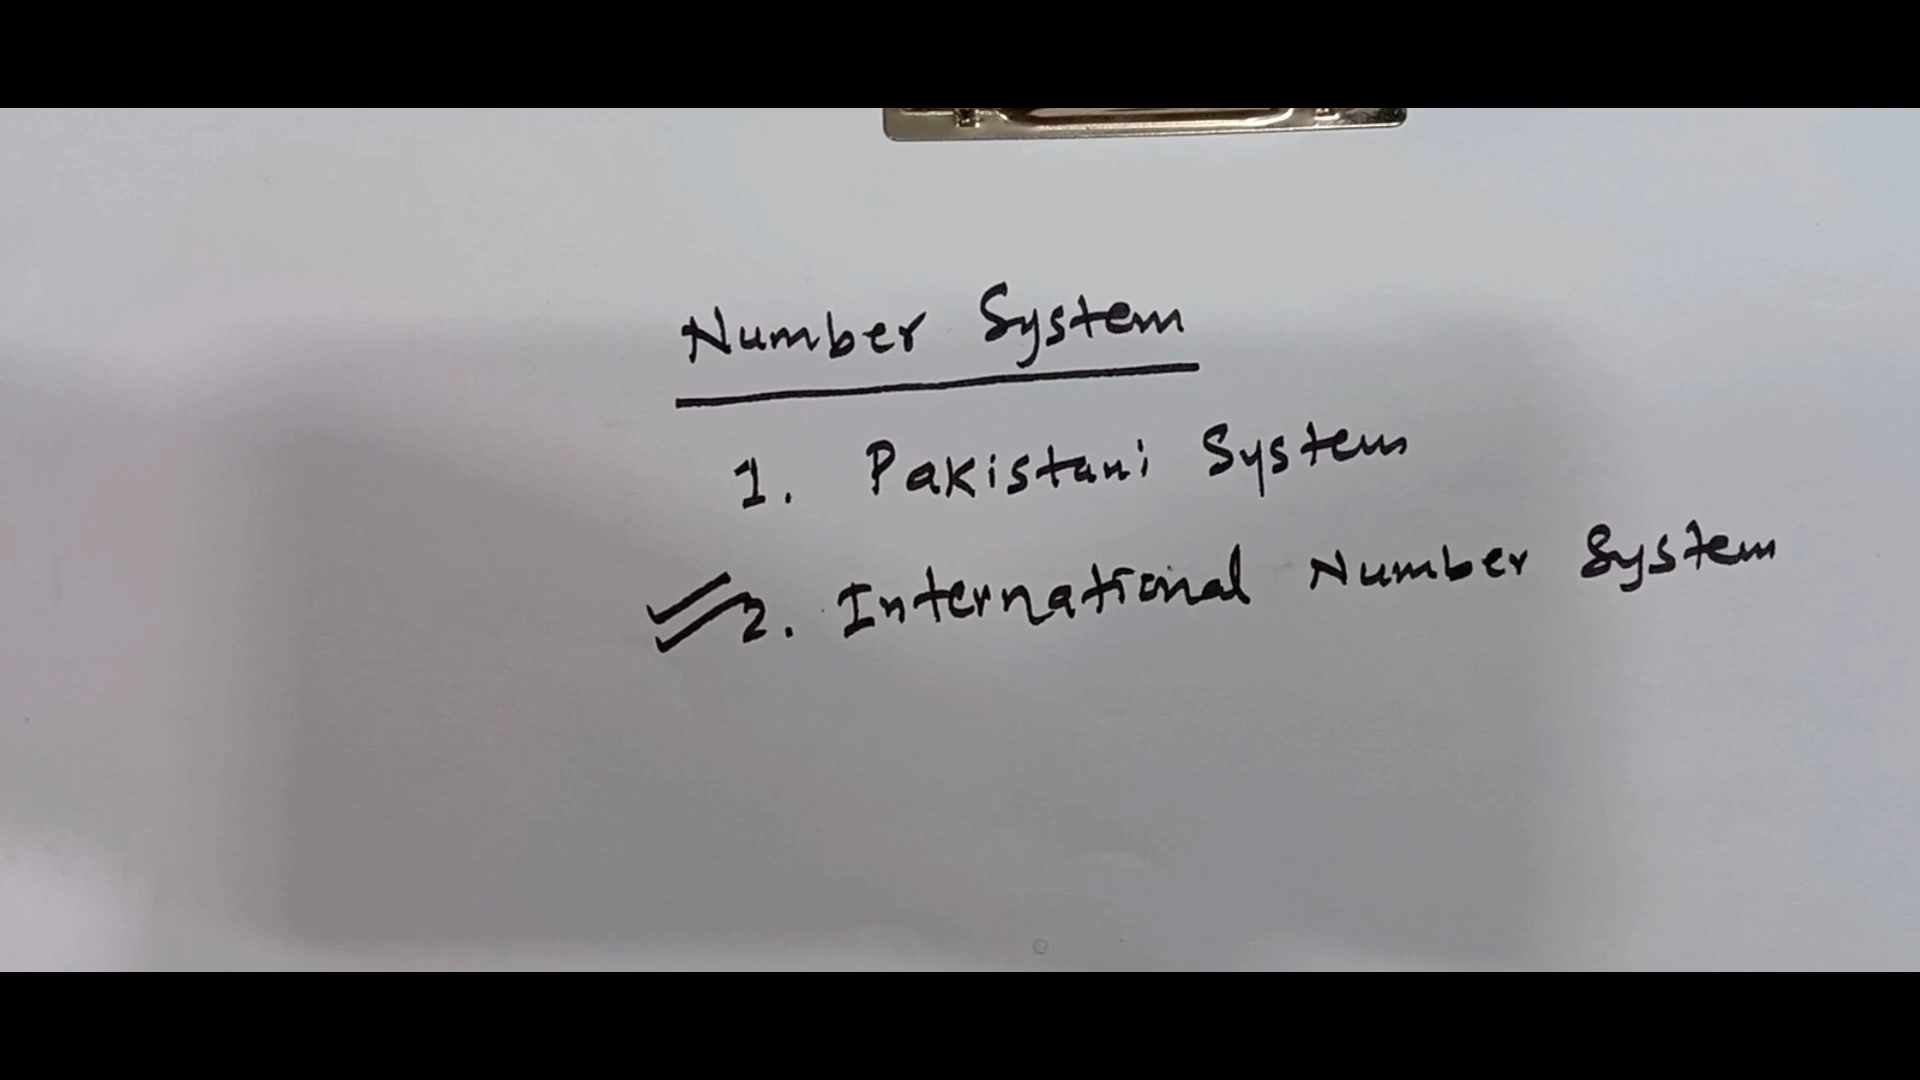 Number System
1. Pakistani System
2. International Number System